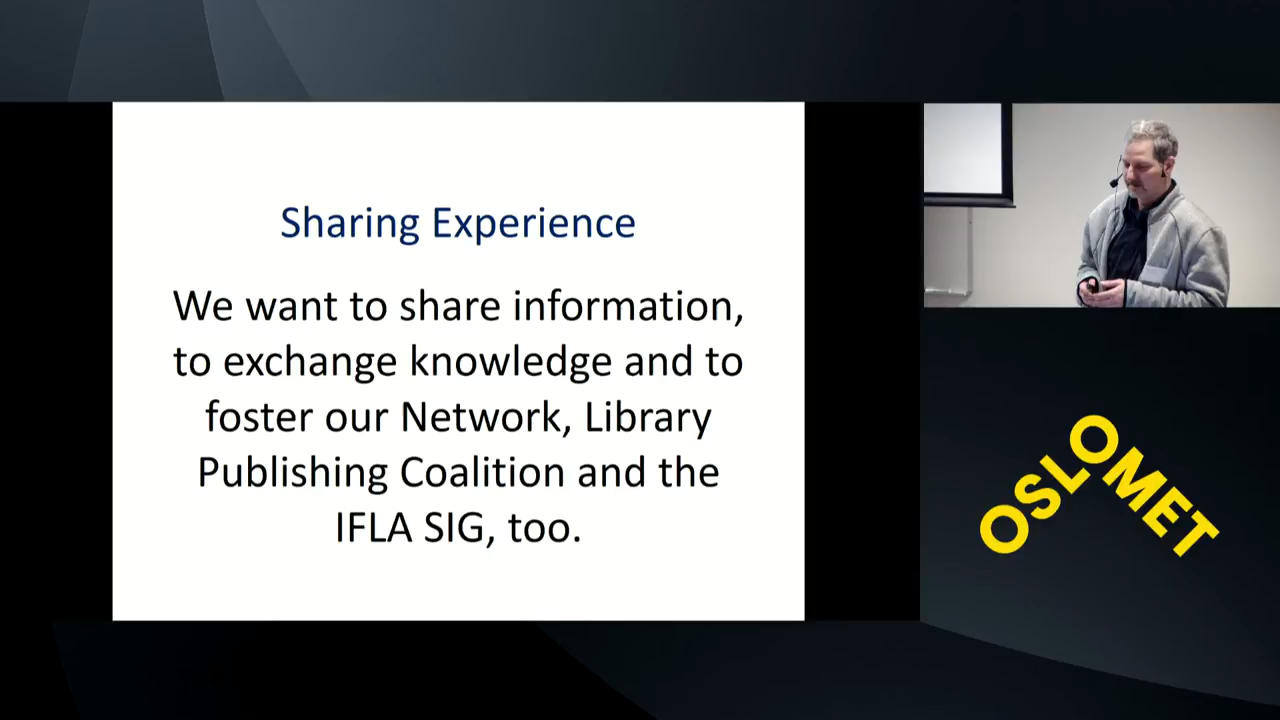 Sharing Experience
We want to share information,
to exchange knowledge and to
foster our Network, Library
Publishing Coalition and the
IFLA SIG, too.
OSLOMET